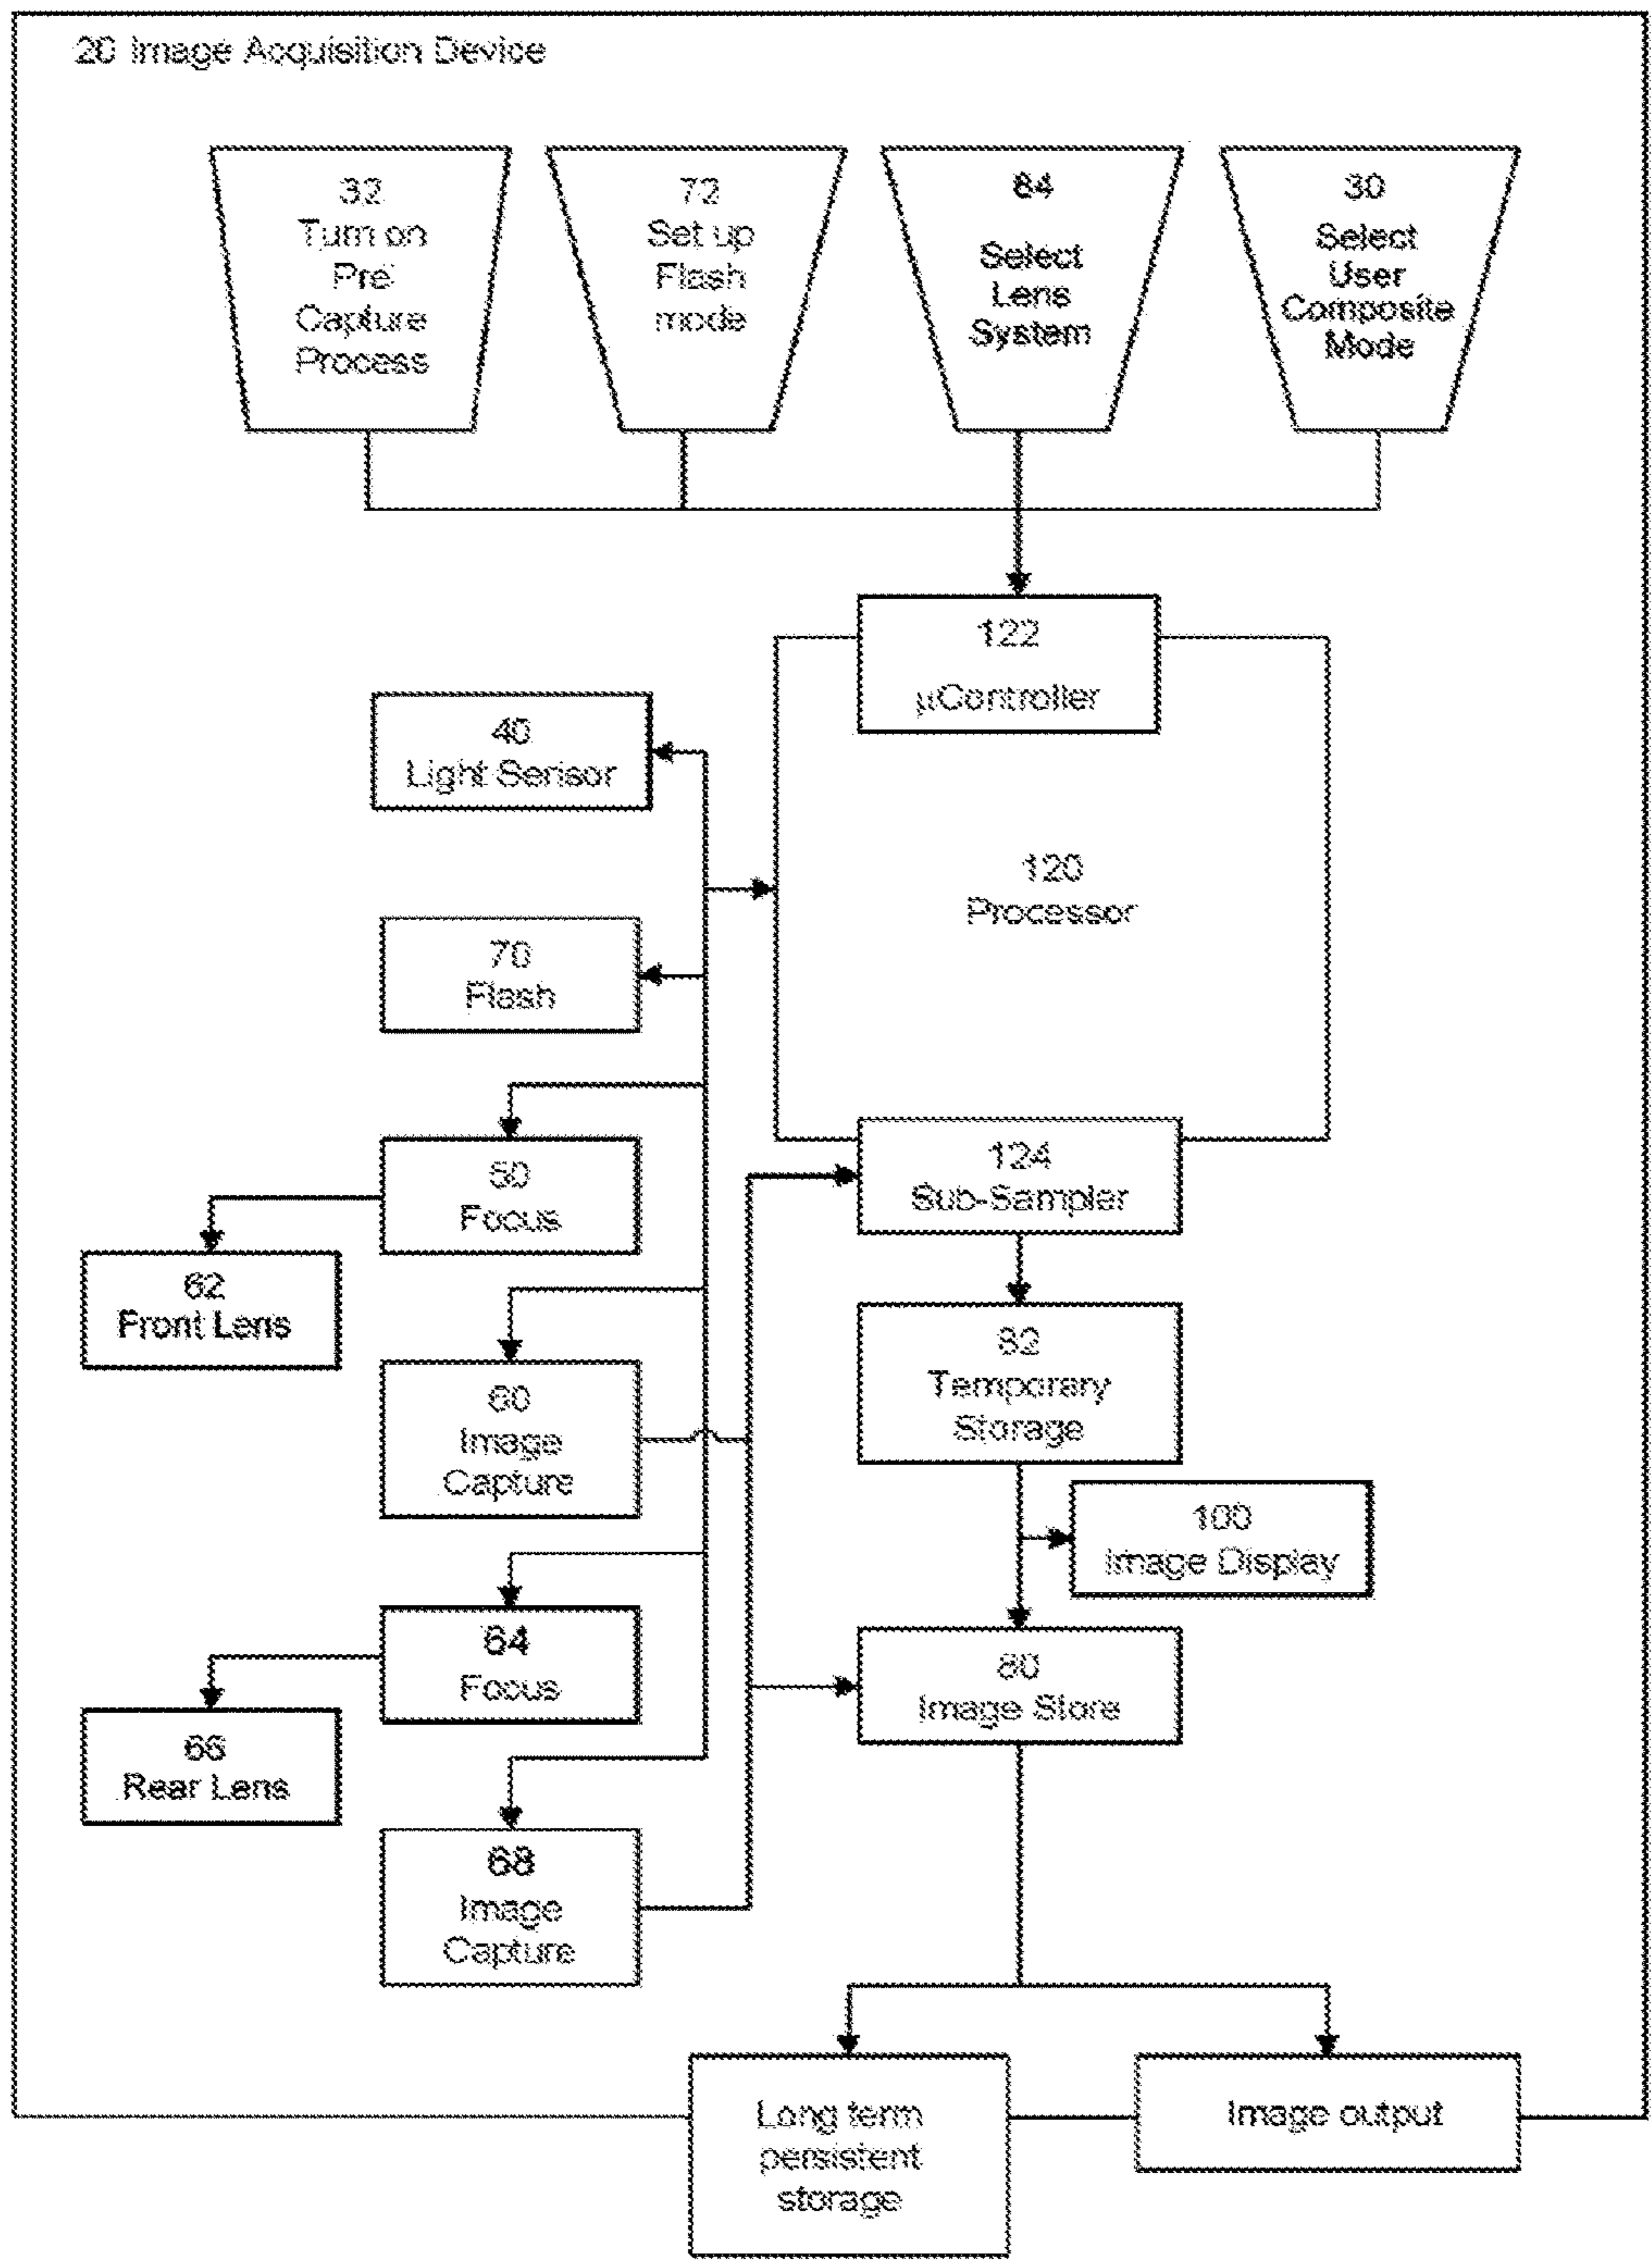 20 Image Acquisition Device
32
Turn on
Pre
Capture
Process
72
Set up
Flash
mode
84
Select
Lens
System
30
Select
User
Composite
Mode
122
µController
40
Light Sensor
120
Processor
70
Flash
50
Focus
124
Sub-Sampler
62
Front Lens
82
Temporary
Storage
60
Image
Capture
100
Image Display
64
Focus
80
Image Store
66
Rear Lens
68
Image
Capture
Long term
persistent
storage
Image output